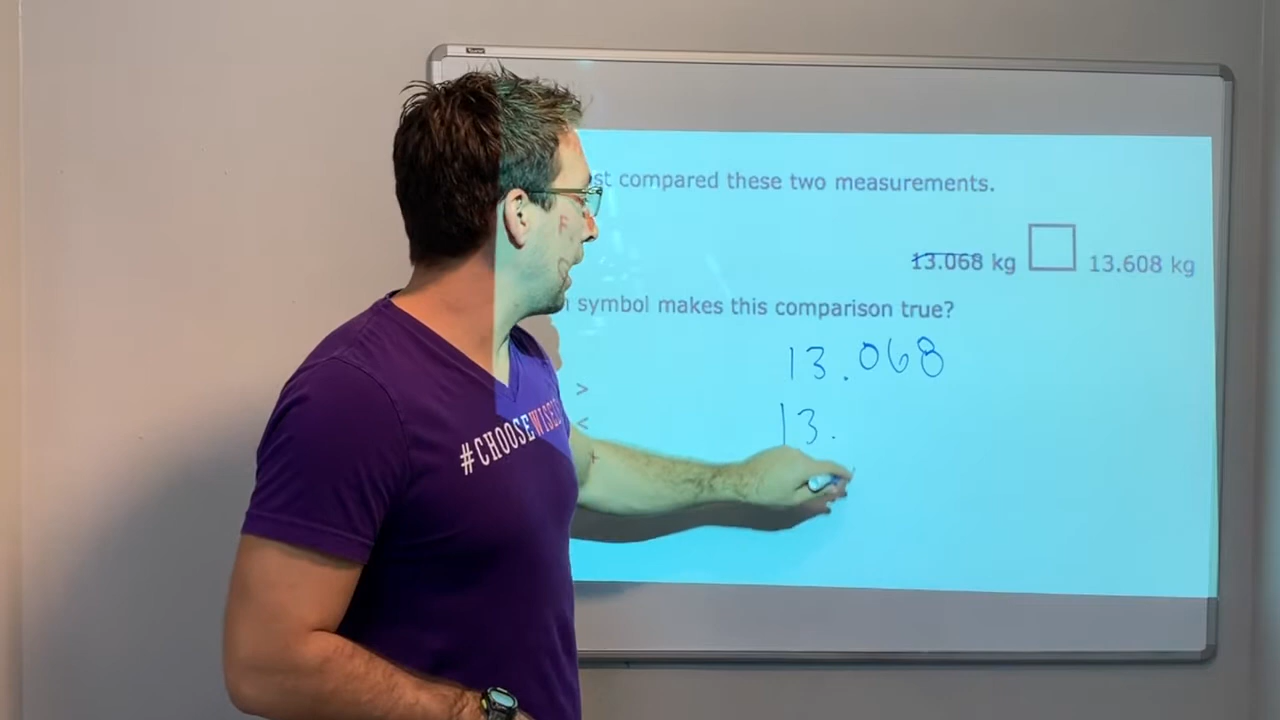 st compared these two measurements.
13.068 kg 13.608 kg
symbol makes this comparison true?
13.068
>
13.
<
#CHOOSEWISELY